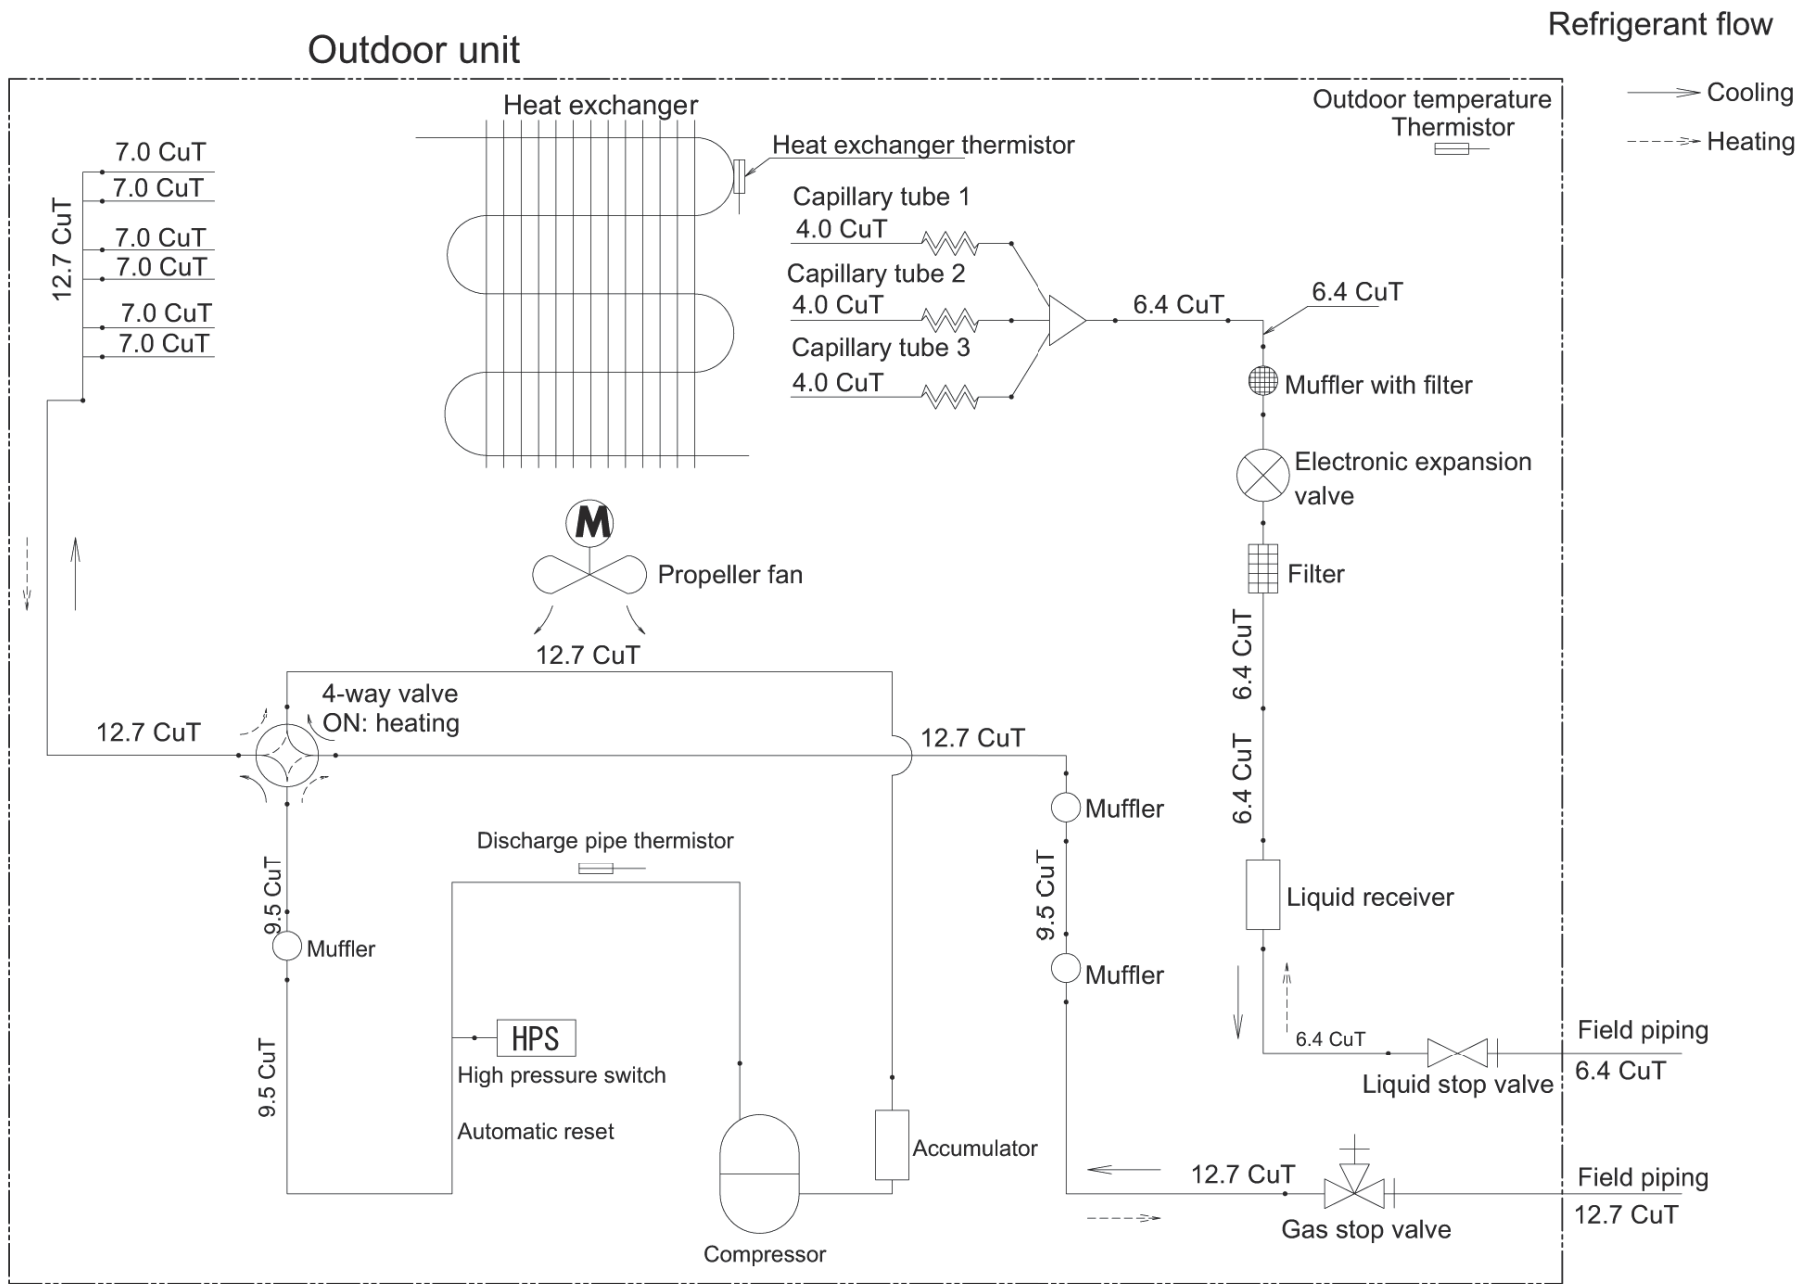 Refrigerant flow
Outdoor unit
Cooling
Heating
Heat exchanger
Outdoor temperature
Thermistor
Heat exchanger thermistor
7.0 CuT
7.0 CuT
7.0 CuT
7.0 CuT
7.0 CuT
7.0 CuT
12.7 CuT
Capillary tube 1
4.0 CuT
Capillary tube 2
4.0 CuT
Capillary tube 3
4.0 CuT
6.4 CuT
6.4 CuT
Muffler with filter
Electronic expansion
valve
M
Propeller fan
Filter
6.4 CuT
6.4 CuT
12.7 CuT
4-way valve
ON: heating
12.7 CuT
12.7 CuT
Muffler
Discharge pipe thermistor
9.5 CuT
Muffler
9.5 CuT
Muffler
Liquid receiver
9.5 CuT
HPS
High pressure switch
Automatic reset
Accumulator
Compressor
6.4 CuT
Liquid stop valve
Field piping
6.4 CuT
12.7 CuT
Gas stop valve
Field piping
12.7 CuT